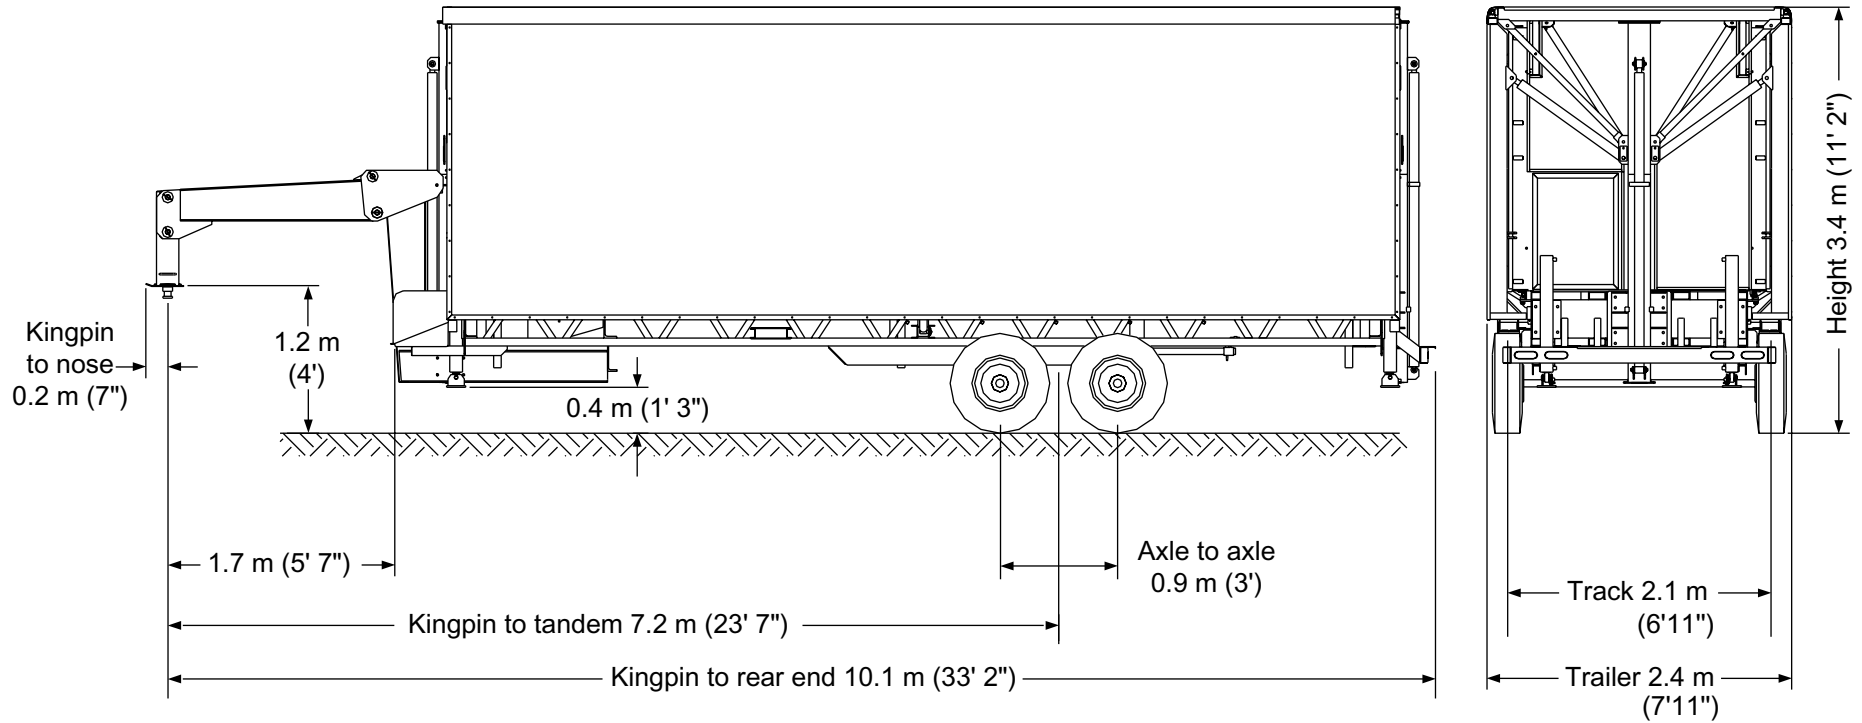 Kingpin
to nose
0.2 m (7")
1.2 m
(4')
0.4 m (1' 3")
1.7 m (5' 7")
Axle to axle
0.9 m (3')
Kingpin to tandem 7.2 m (23' 7")
Kingpin to rear end 10.1 m (33' 2")
Height 3.4 m (11' 2")
Track 2.1 m
(6'11")
Trailer 2.4 m
(7'11")